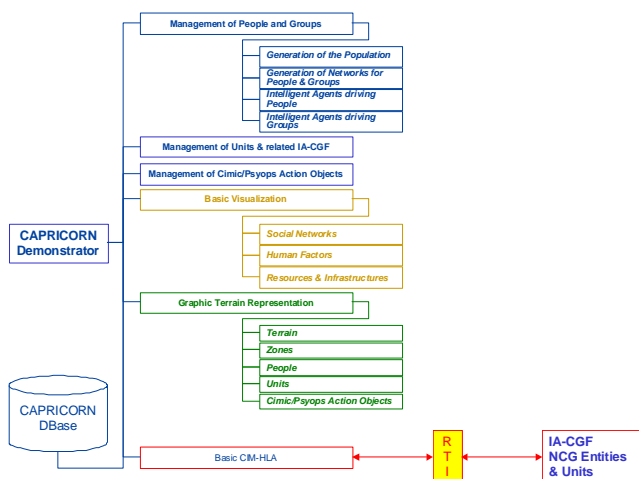 Management of People and Groups
Generation of the Population
Generation of Networks for
People & Groups
Intelligent Agents driving
People
Intelligent Agents driving
Groups
Management of Units & related IA-CGF
Management of Cimic/Psyops Action Objects
Basic Visualization
CAPRICORN
Demonstrator
Social Networks
Human Factors
Resources & Infrastructures
Graphic Terrain Representation
Terrain
Zones
People
Units
Cimic/Psyops Action Objects
CAPRICORN
DBase
Basic CIM-HLA
R
T
I
IA-CGF
NCG Entities
& Units